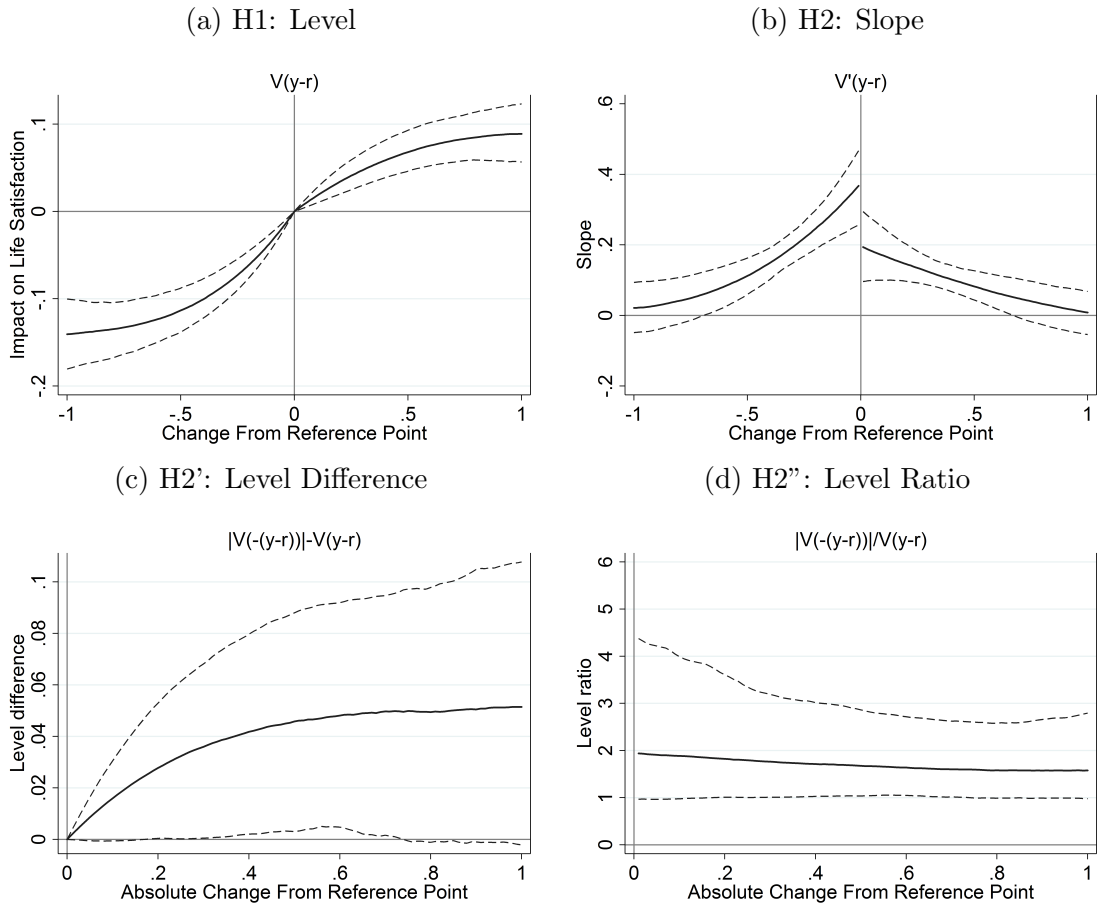 (a) H1: Level
V(y-r)
Impact on Life Satisfaction
.1
0
-.1
-.2
-1
-.5
0
.5
1
Change From Reference Point
(b) H2: Slope
V'(y-r)
Slope
.6
.4
.2
0
-.2
-1
-.5
0
.5
1
Change From Reference Point
(c) H2’: Level Difference
|V(-(y-r))|-V(y-r)
Level difference
.1
.08
.06
.04
.02
0
0
.2
.4
.6
.8
1
Absolute Change From Reference Point
(d) H2”: Level Ratio
|V(-(y-r))|/V(y-r)
Level ratio
6
5
4
3
2
1
0
0
.2
.4
.6
.8
1
Absolute Change From Reference Point